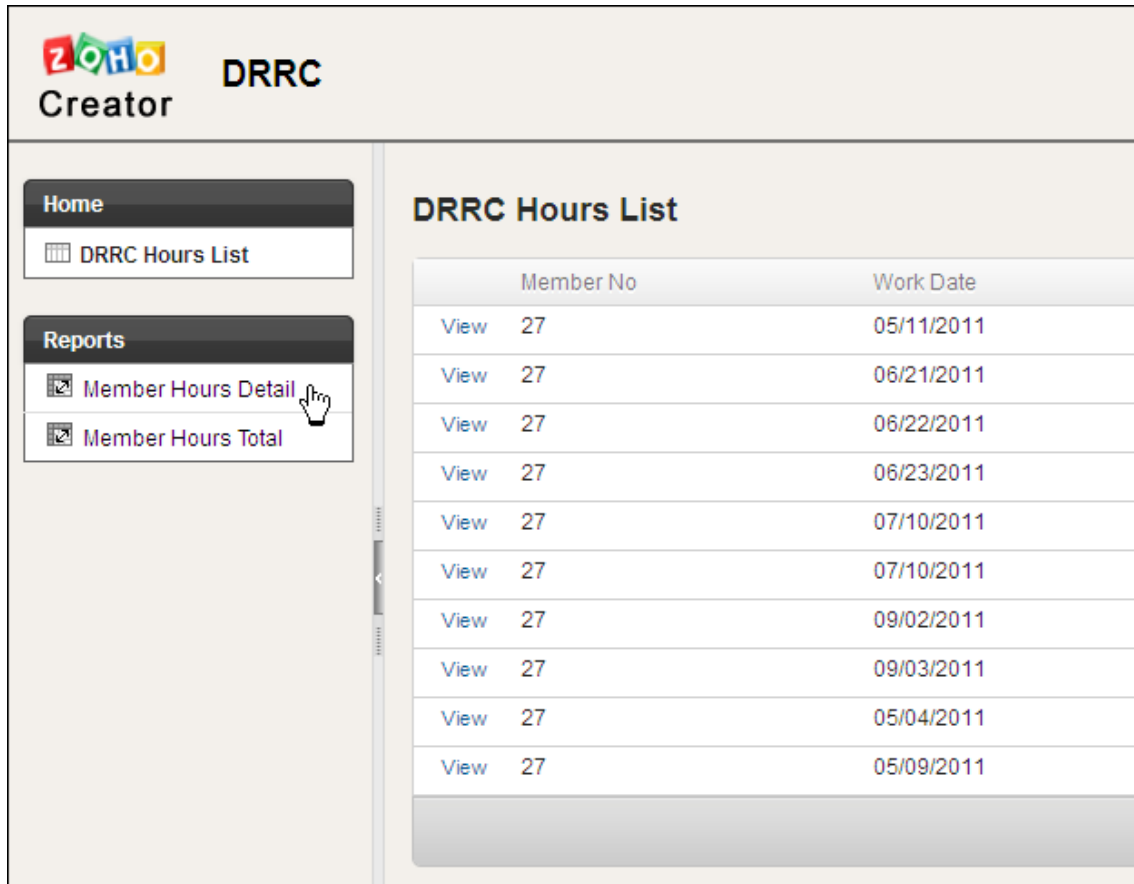 ZOHO
Creator
DRRC
Home
DRRC Hours List
Reports
Member Hours Detail
Member Hours Total
DRRC Hours List
Member No Work Date
View 27 05/11/2011
View 27 06/21/2011
View 27 06/22/2011
View 27 06/23/2011
View 27 07/10/2011
View 27 07/10/2011
View 27 09/02/2011
View 27 09/03/2011
View 27 05/04/2011
View 27 05/09/2011